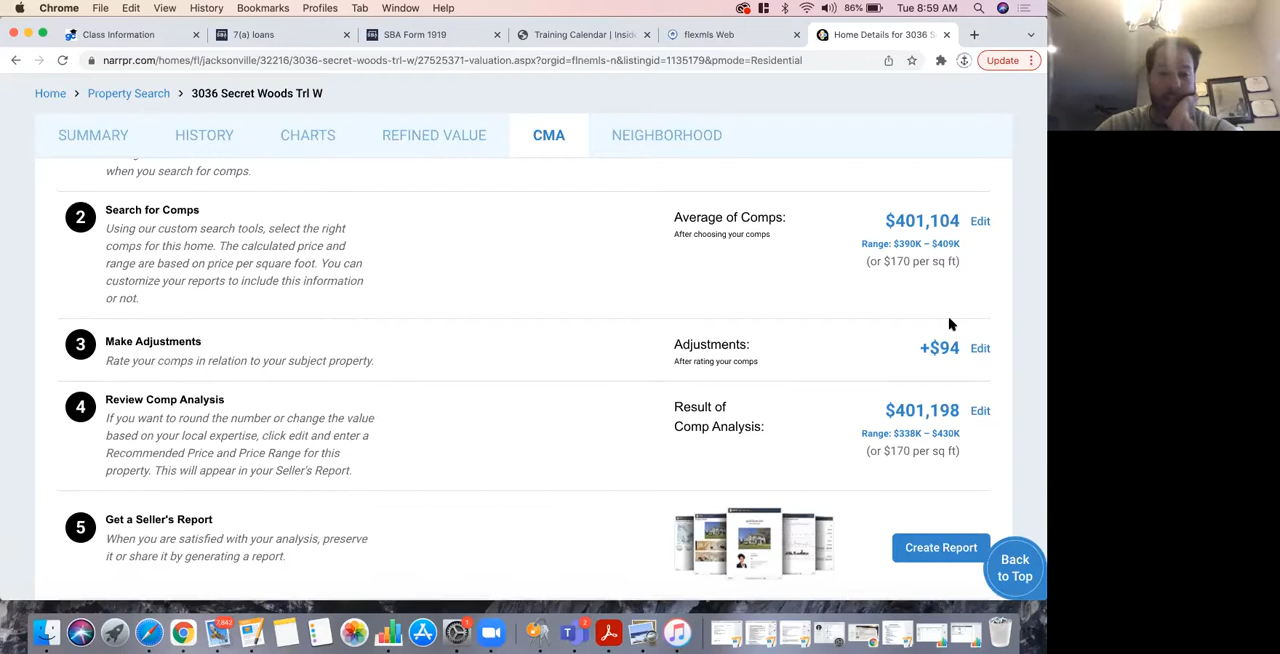 Chrome File Edit View History Bookmarks Profiles Tab Window Help 86% Tue 8:59 AM
Class Information 7(a) loans SBA Form 1919 Training Calendar | Insid flexmls Web Home Details for 3036 S
narrpr.com/homes/fl/jacksonville/32216/3036-secret-woods-trl-w/27525371-valuation.aspx?orgid=flnemls-n&listingid=1135179&pmode=Residential Update
Home > Property Search > 3036 Secret Woods Trl W
SUMMARY HISTORY CHARTS REFINED VALUE CMA NEIGHBORHOOD
when you search for comps.
2 Search for Comps
Using our custom search tools, select the right
comps for this home. The calculated price and
range are based on price per square foot. You can
customize your reports to include this information
or not.
Average of Comps: $401,104 Edit
After choosing your comps
Range: $390K – $409K
(or $170 per sq ft)
3 Make Adjustments
Rate your comps in relation to your subject property.
Adjustments: +$94 Edit
After rating your comps
4 Review Comp Analysis
If you want to round the number or change the value
based on your local expertise, click edit and enter a
Recommended Price and Price Range for this
property. This will appear in your Seller's Report.
Result of
Comp Analysis: $401,198 Edit
Range: $338K – $430K
(or $170 per sq ft)
5 Get a Seller's Report
When you are satisfied with your analysis, preserve
it or share it by generating a report.
Create Report
Back
to Top
7,842
1
2